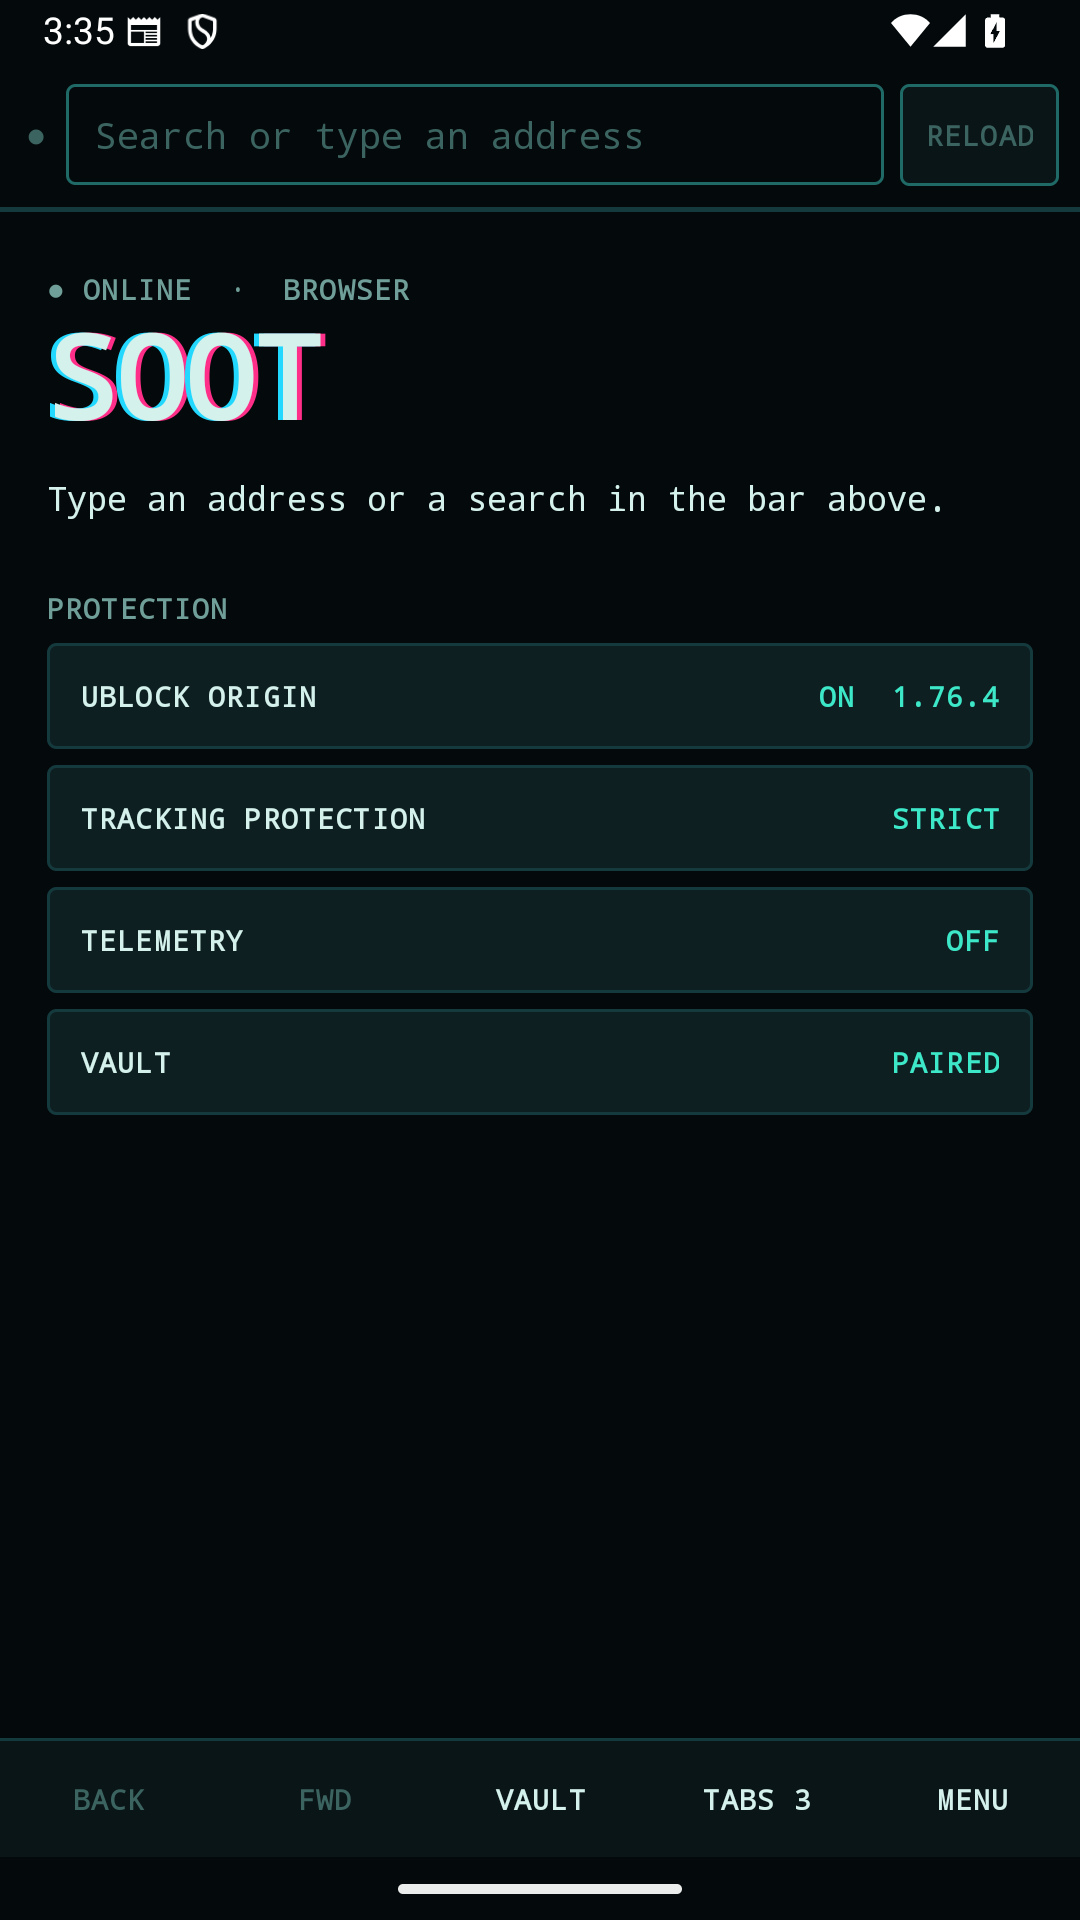 3:35
Search or type an address
RELOAD
● ONLINE · BROWSER
SOOT
Type an address or a search in the bar above.
PROTECTION
UBLOCK ORIGIN ON 1.76.4
TRACKING PROTECTION STRICT
TELEMETRY OFF
VAULT PAIRED
BACK FWD VAULT TABS 3 MENU